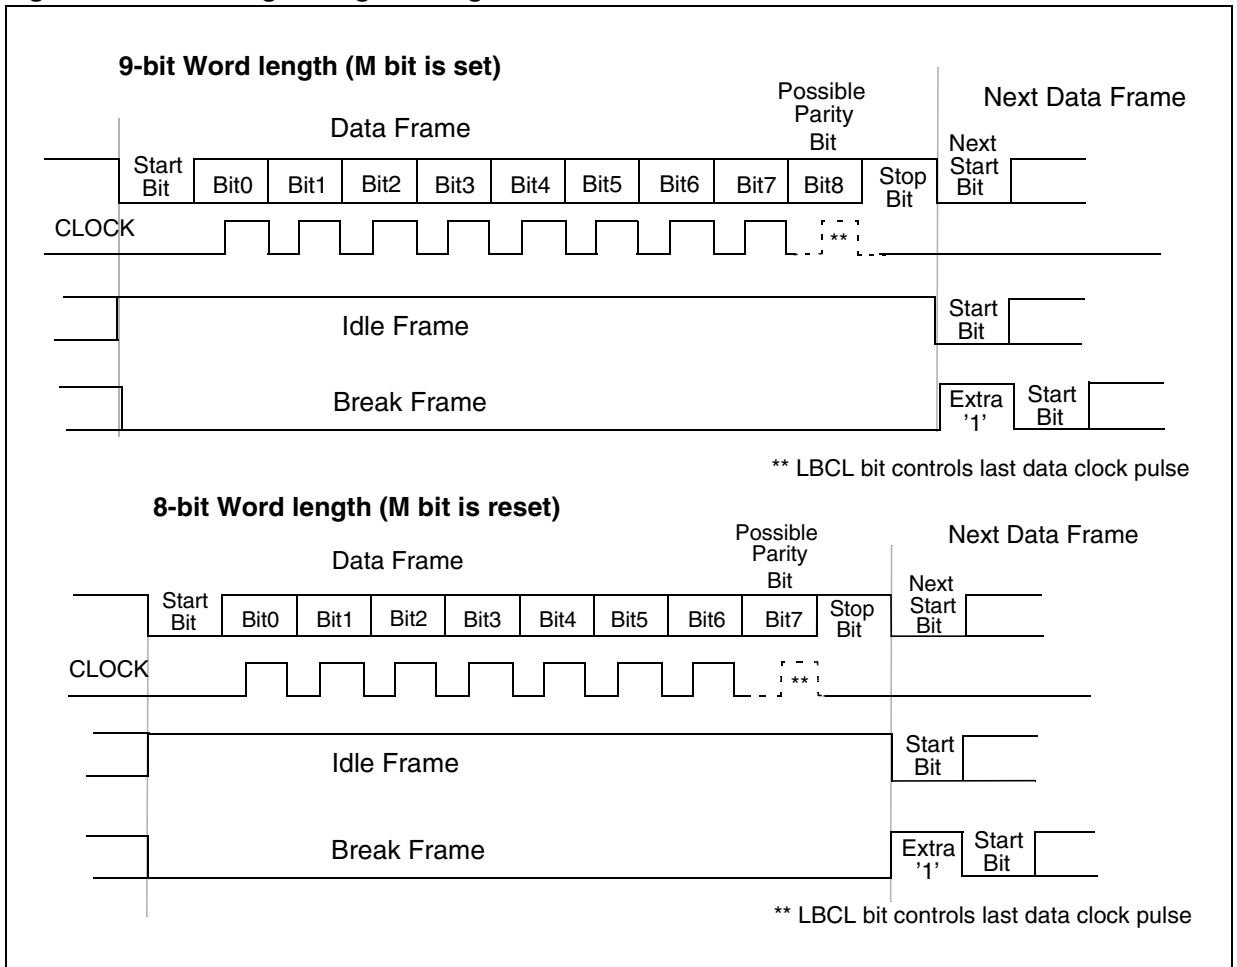 9-bit Word length (M bit is set)
Possible
Parity
Bit
Next Data Frame
Data Frame
Start
Bit
Bit0
Bit1
Bit2
Bit3
Bit4
Bit5
Bit6
Bit7
Bit8
Stop
Bit
Next
Start
Bit
CLOCK
**
Idle Frame
Start
Bit
Break Frame
Extra
’1’
Start
Bit
** LBCL bit controls last data clock pulse
8-bit Word length (M bit is reset)
Possible
Parity
Bit
Next Data Frame
Data Frame
Start
Bit
Bit0
Bit1
Bit2
Bit3
Bit4
Bit5
Bit6
Bit7
Stop
Bit
Next
Start
Bit
CLOCK
**
Idle Frame
Start
Bit
Break Frame
Extra
’1’
Start
Bit
** LBCL bit controls last data clock pulse